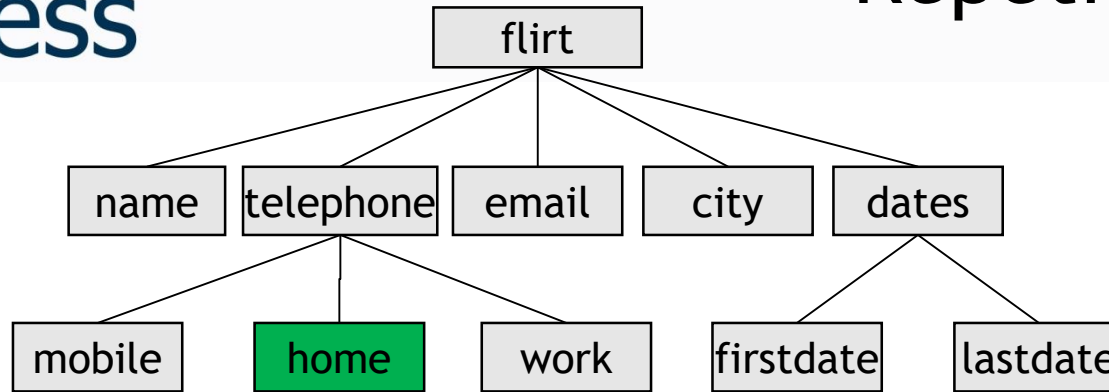 ess
flirt
name telephone email city dates
mobile home work firstdate lastdate